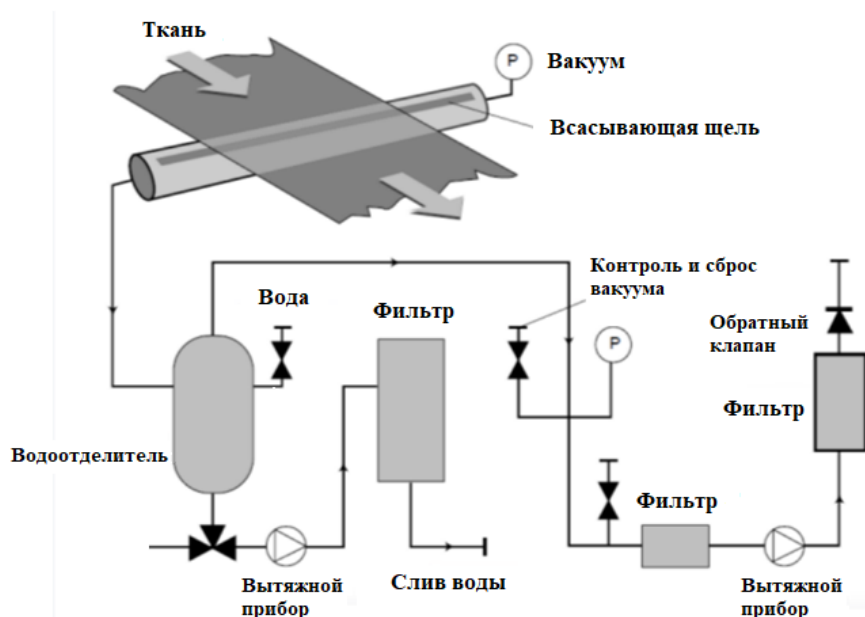 Ткань
P
Вакуум
Всасывающая щель
Контроль и сброс
вакуума
Вода
Фильтр
P
Обратный
клапан
Фильтр
Водоотделитель
Фильтр
Вытяжной
прибор
Слив воды
Вытяжной
прибор